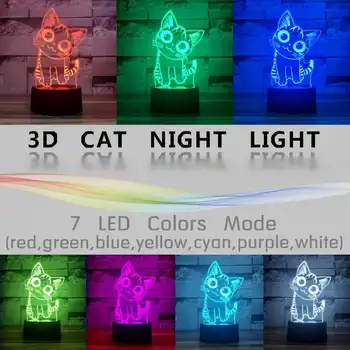 3D CAT NIGHT LIGHT
7 LED Colors Mode
(red,green,blue,yellow,cyan,purple,white)